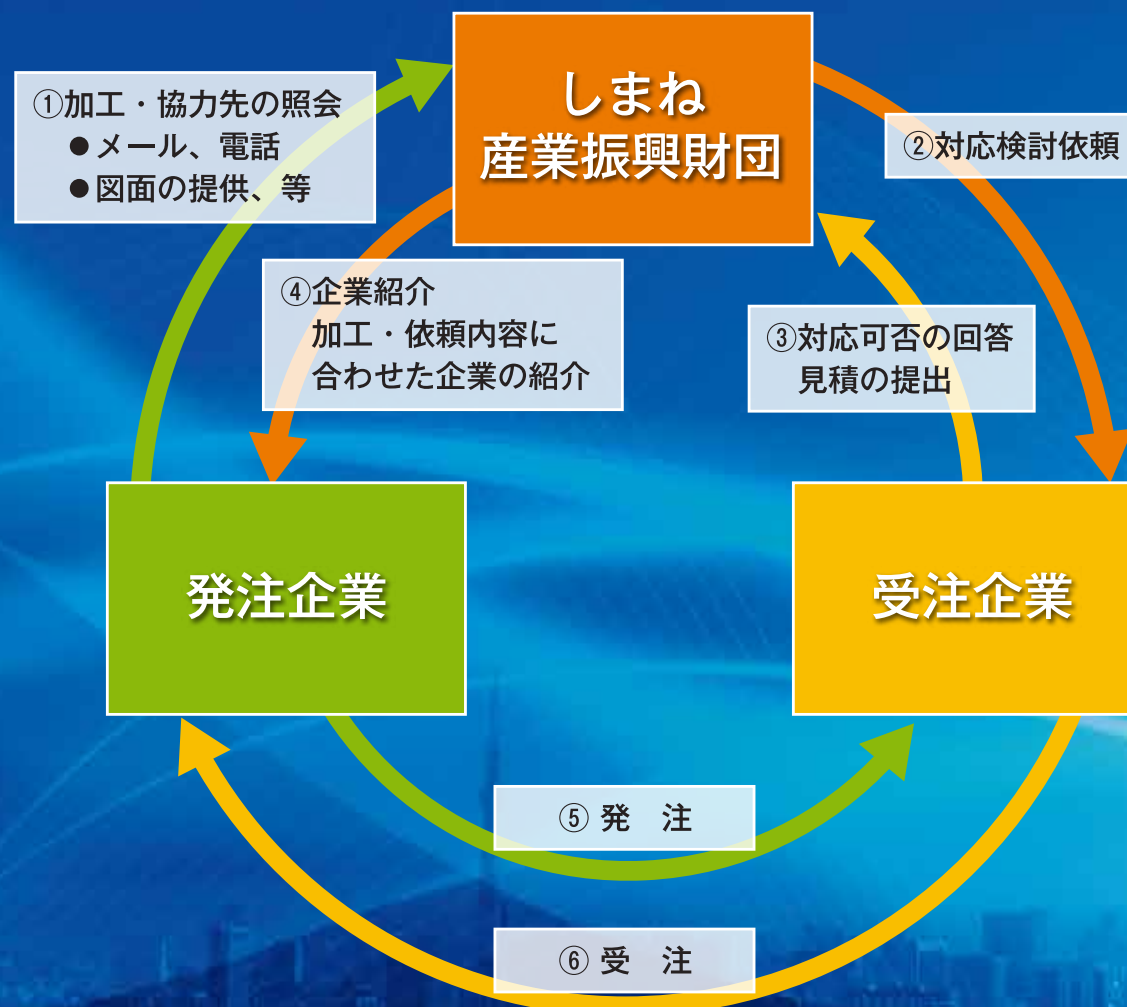 しまね
産業振興財団
①加工・協力先の照会
●メール、電話
●図面の提供、等
②対応検討依頼
④企業紹介
加工・依頼内容に
合わせた企業の紹介
③対応可否の回答
見積の提出
発注企業
受注企業
⑤ 発　注
⑥ 受　注